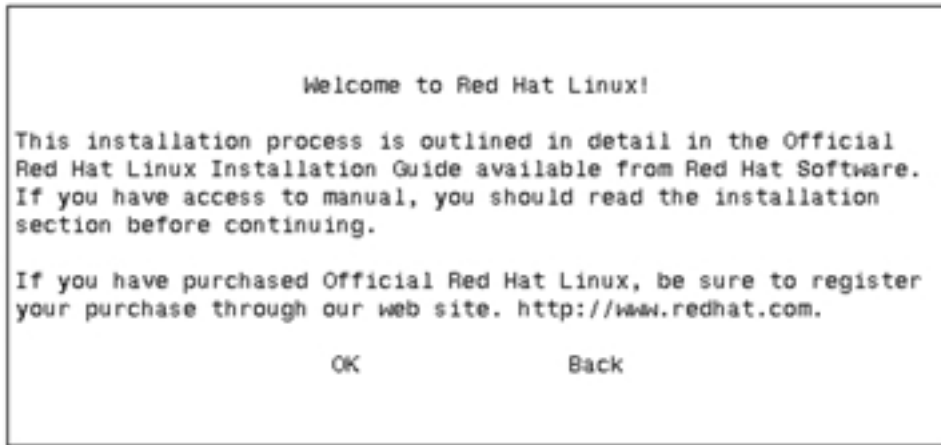 Welcome to Red Hat Linux!
This installation process is outlined in detail in the Official
Red Hat Linux Installation Guide available from Red Hat Software.
If you have access to manual, you should read the installation
section before continuing.
If you have purchased Official Red Hat Linux, be sure to register
your purchase through our web site. http://www.redhat.com.
OK Back